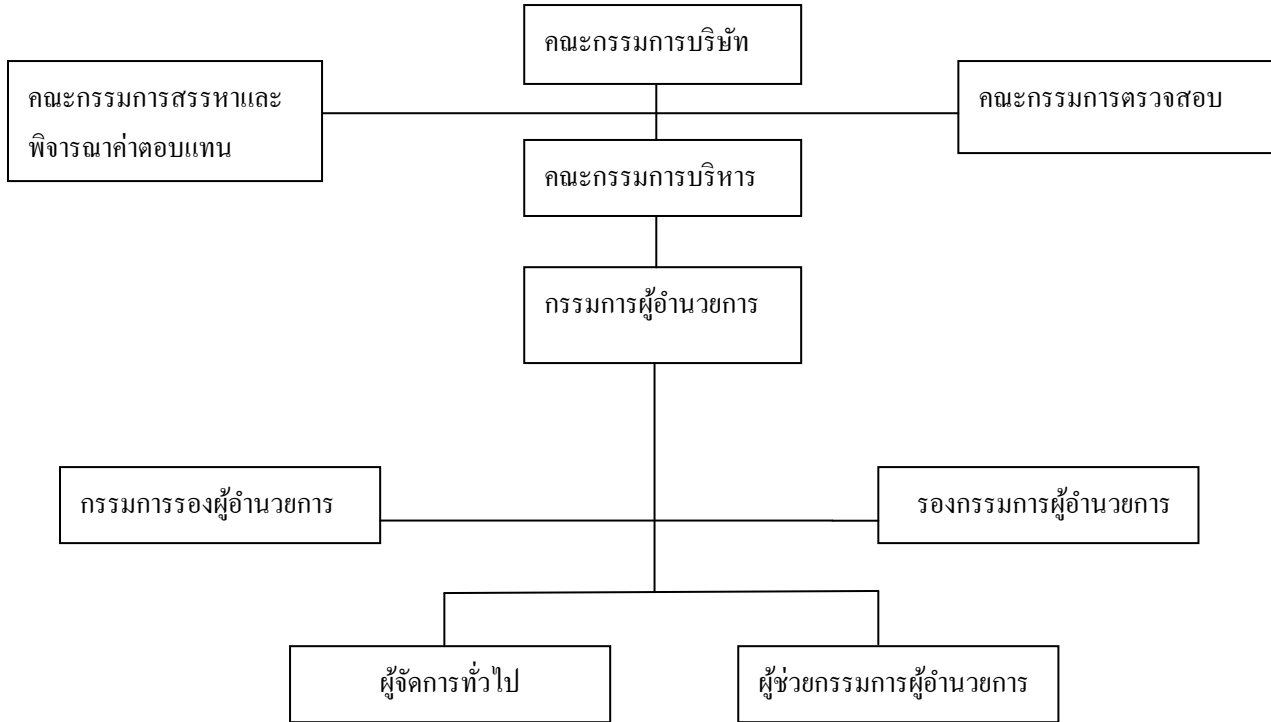 คณะกรรมการบริษัท
คณะกรรมการสรรหาและ
พิจารณาค่าตอบแทน
คณะกรรมการตรวจสอบ
คณะกรรมการบริหาร
กรรมการผู้อำนวยการ
กรรมการรองผู้อำนวยการ
รองกรรมการผู้อำนวยการ
ผู้จัดการทั่วไป
ผู้ช่วยกรรมการผู้อำนวยการ